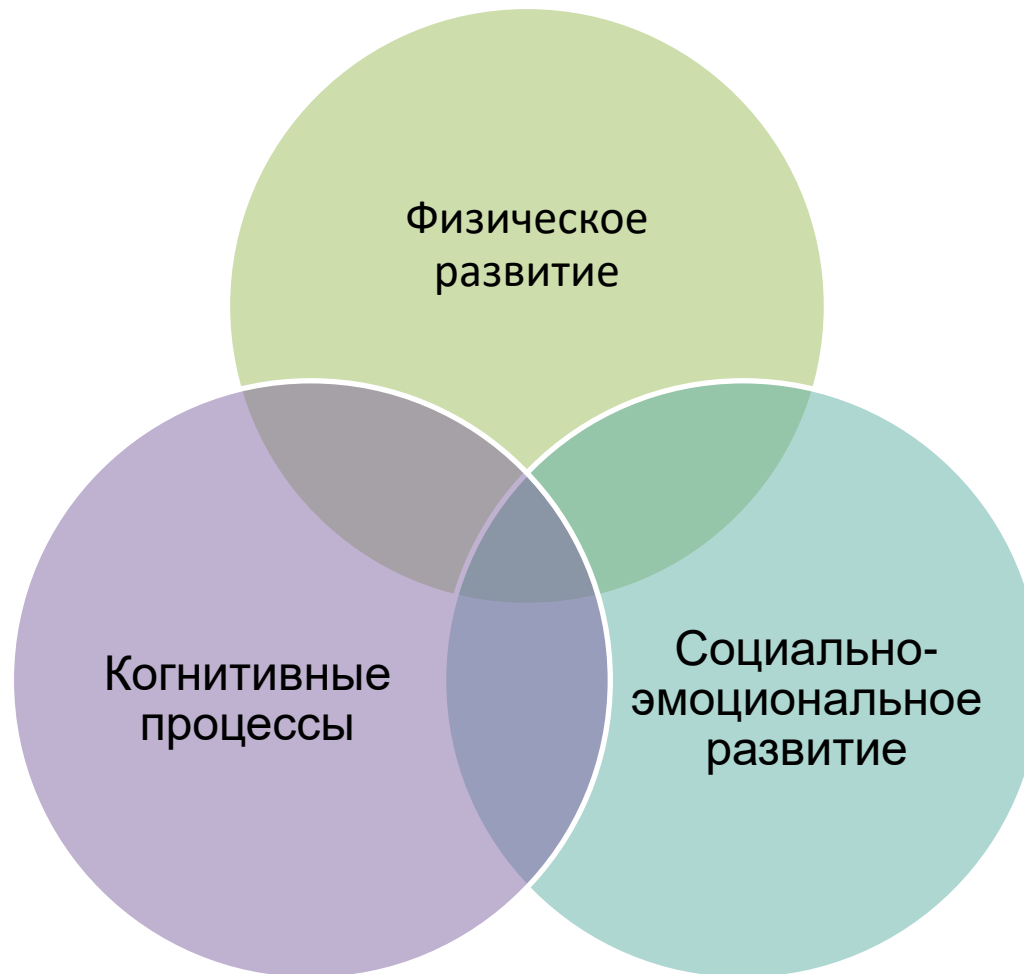 Физическое
развитие
Когнитивные
процессы
Социально-
эмоциональное
развитие